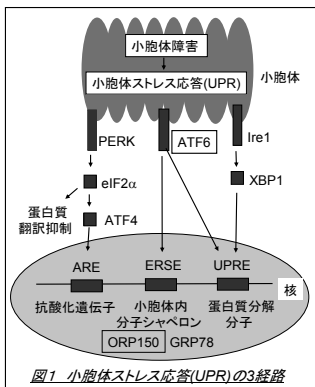 小胞体障害
小胞体ストレス応答(UPR)
小胞体
PERK
ATF6
Ire1
eIF2α
XBP1
蛋白質
翻訳抑制
ATF4
ARE
ERSE
UPRE
核
抗酸化遺伝子
小胞体内
分子シャペロン
蛋白質分解
分子
ORP150
GRP78
図1 小胞体ストレス応答(UPR)の3経路